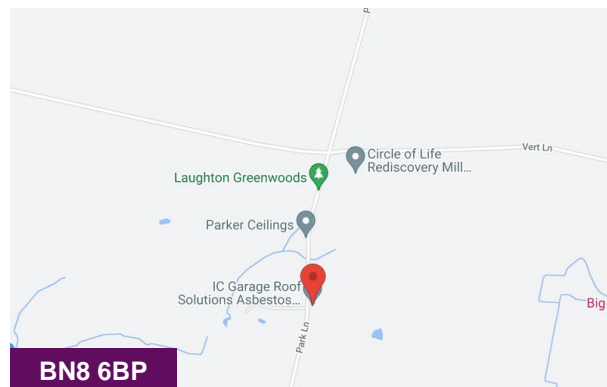 P
Circle of Life
Rediscovery Mill...
Vert Ln
Laughton Greenwoods
Parker Ceilings
IC Garage Roof
Solutions Asbestos...
Big
Park Ln
BN8 6BP